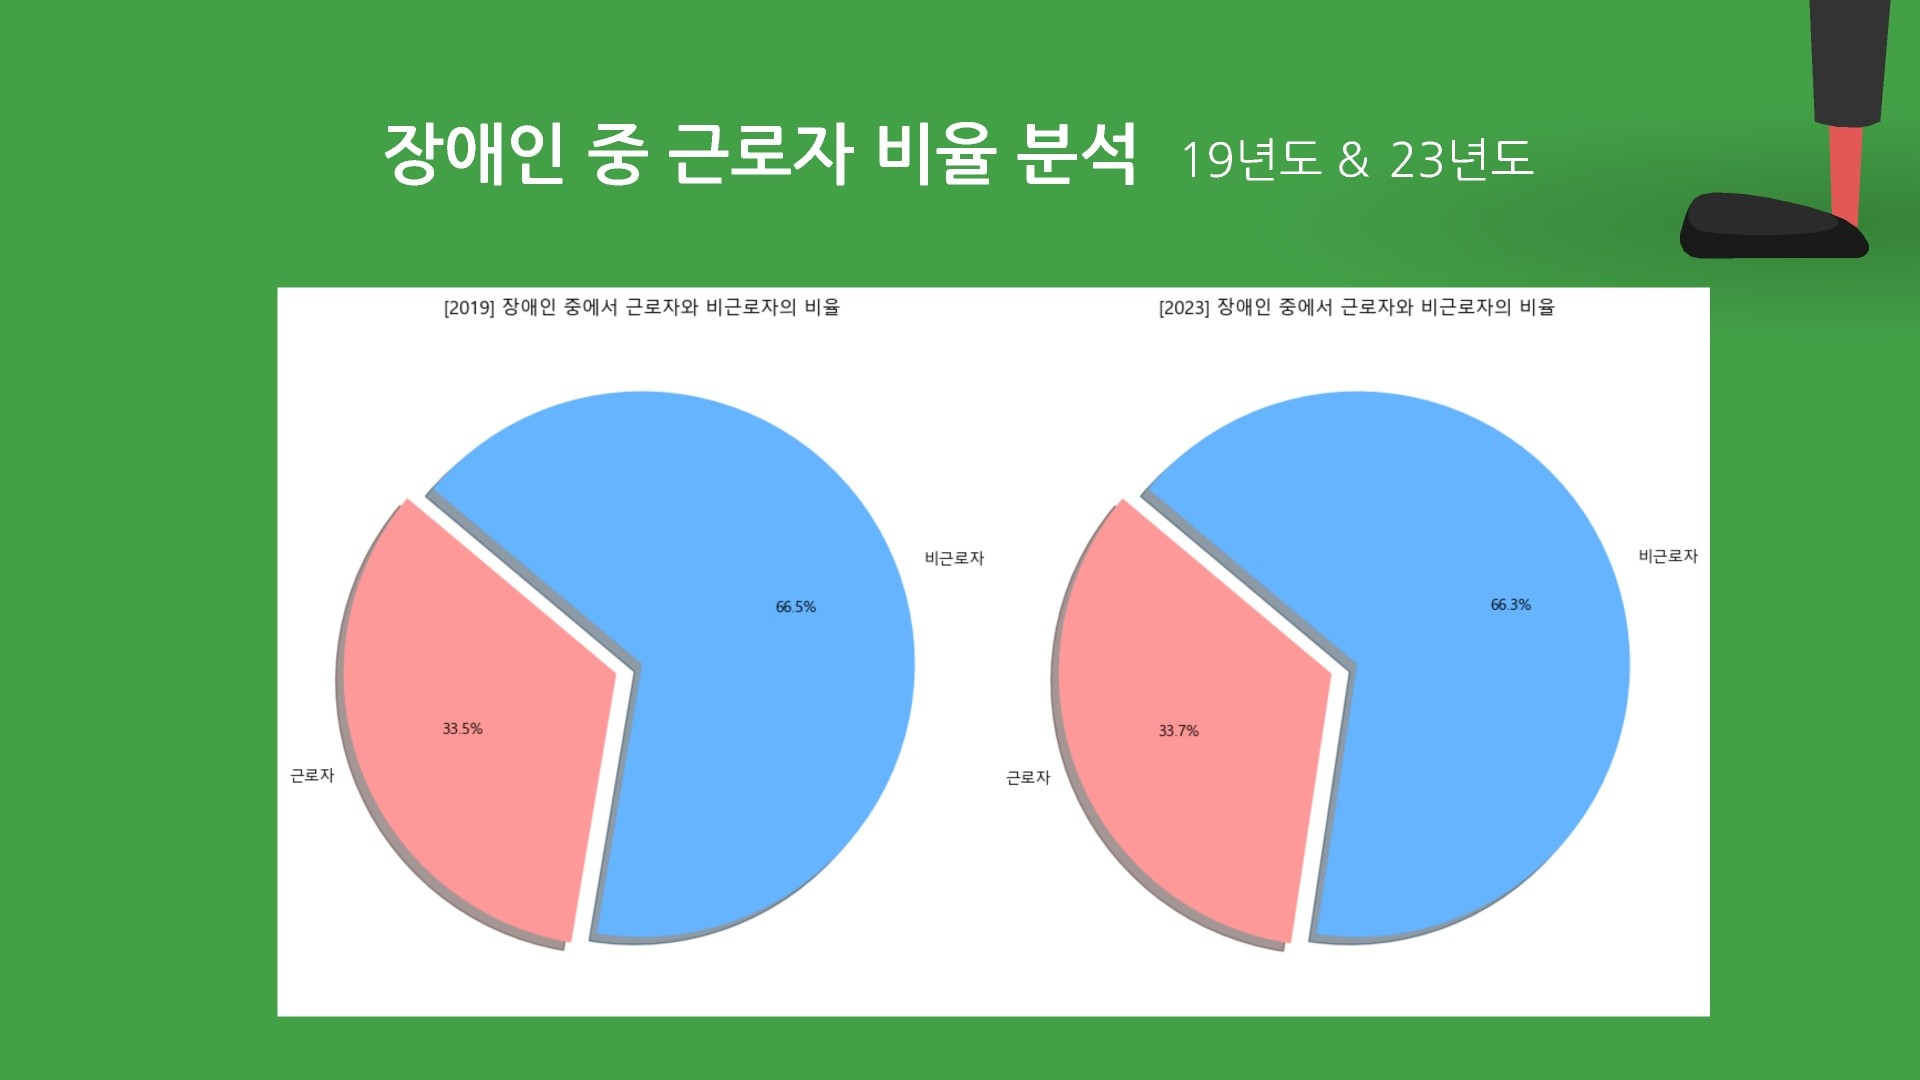 장애인 중 근로자 비율 분석 19년도 & 23년도
[2019] 장애인 중에서 근로자와 비근로자의 비율
비근로자
66.5%
33.5%
근로자
[2023] 장애인 중에서 근로자와 비근로자의 비율
비근로자
66.3%
33.7%
근로자